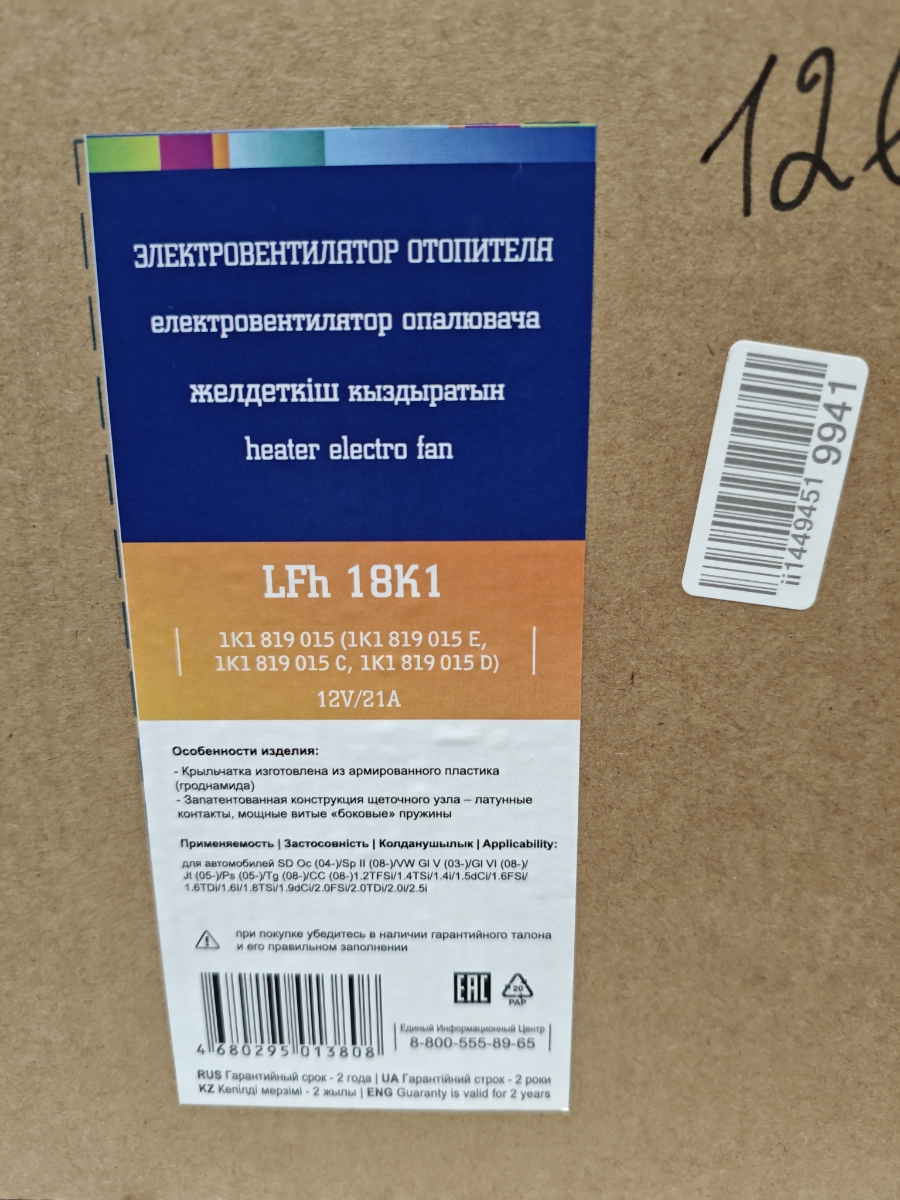 ЭЛЕКТРОВЕНТИЛЯТОР ОТОПИТЕЛЯ
електровентилятор опалювача
желдеткіш кыздыратын
heater electro fan
LFh 18K1
1K1 819 015 (1K1 819 015 E,
1K1 819 015 C, 1K1 819 015 D)
12V/21A
Особенности изделия:
- Крыльчатка изготовлена из армированного пластика
(гроднамида)
- Запатентованная конструкция щеточного узла – латунные
контакты, мощные витые «боковые» пружины
Применяемость | Застосовність | Колданушылык | Applicability:
для автомобилей SD Oc (04-)/Sp II (08-)/VW Gl V (03-)/Gl VI (08-)/
Jt (05-)/Ps (05-)/Tg (08-)/CC (08-)1.2TFSi/1.4TSi/1.4i/1.5dCi/1.6FSi/
1.6TDi/1.6i/1.8TSi/1.9dCi/2.0FSi/2.0TDi/2.0i/2.5i
при покупке убедитесь в наличии гарантийного талона
и его правильном заполнении
EAC
20
PAP
4 680295 013808
Единый Информационный Центр
8-800-555-89-65
RUS Гарантийный срок - 2 года | UA Гарантійний строк - 2 роки
KZ Кепілді мерзімі - 2 жылы | ENG Guaranty is valid for 2 years
12
ii1449451 9941